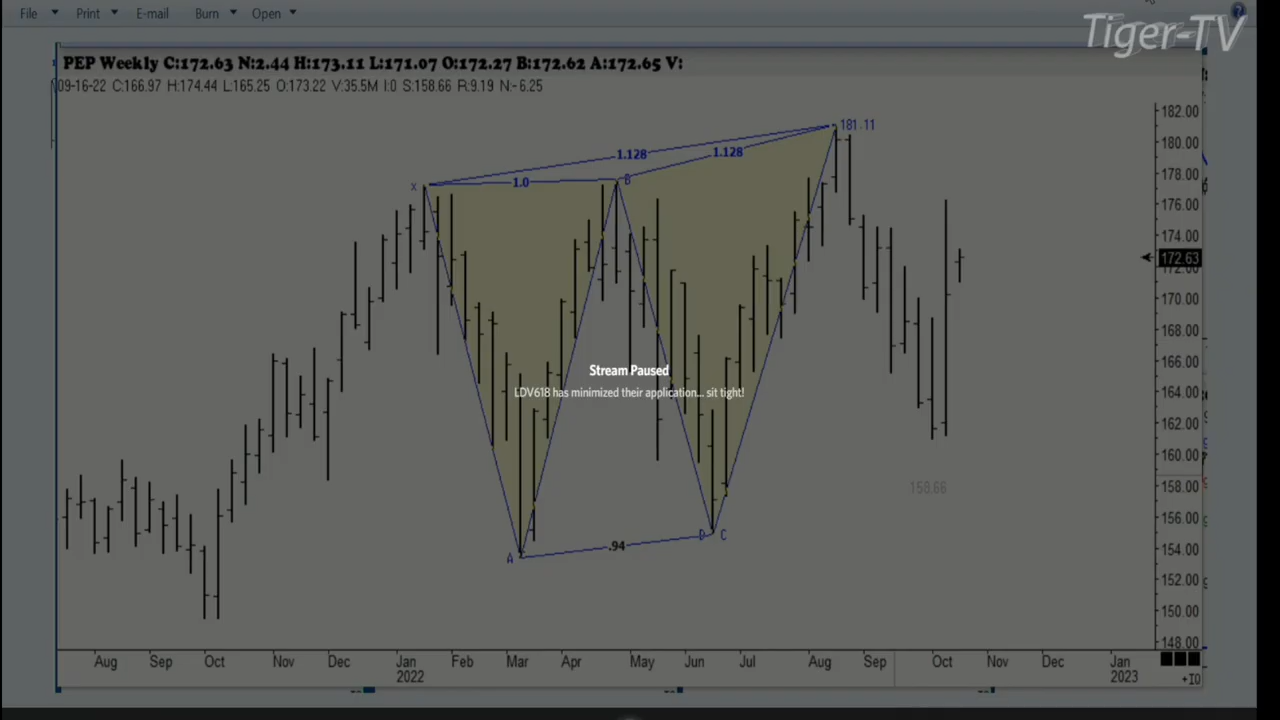 File Print E-mail Burn Open
Tiger-TV
PEP Weekly C:172.63 N:2.44 H:173.11 L:171.07 O:172.27 B:172.62 A:172.65 V:
09-16-22 C:166.97 H:174.44 L:165.25 O:173.22 V:35.5M I:0 S:158.66 R:9.19 N:-6.25
182.00
181.11
180.00
1.128
1.128
178.00
X
1.0
B
176.00
174.00
172.63
172.00
170.00
168.00
166.00
Stream Paused
LDV618 has minimized their application... sit tight!
164.00
162.00
160.00
158.66
158.00
156.00
D C
.94
A
154.00
152.00
150.00
148.00
Aug Sep Oct Nov Dec Jan Feb Mar Apr May Jun Jul Aug Sep Oct Nov Dec Jan
2022 2023
+10